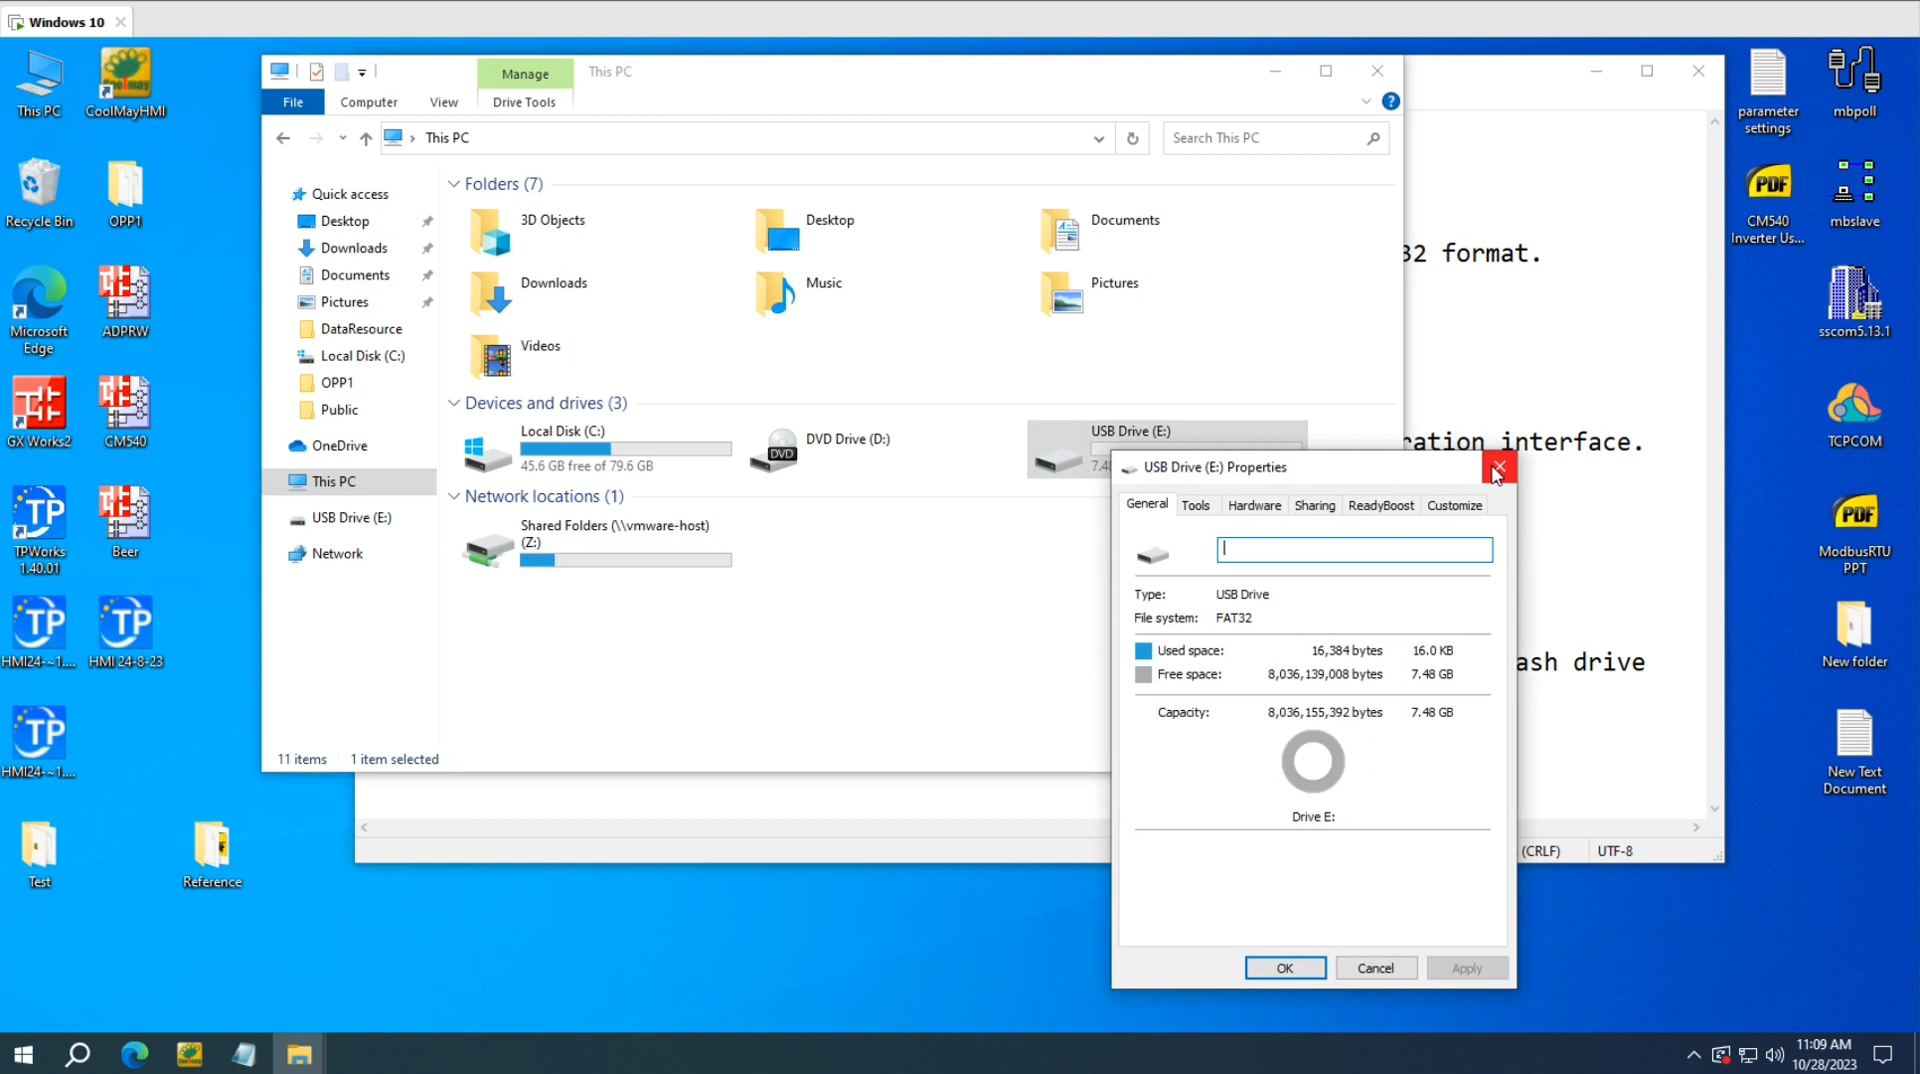 Windows 10
This PC
CoolMayHMI
Recycle Bin
OPP1
Microsoft
Edge
ADPRW
GX Works2
CM540
TPWorks
1.40.01
Beer
HMI24-~1....
HMI 24-8-23
HMI24-~1....
Test
Reference
Manage
This PC
File
Computer
View
Drive Tools
This PC
Search This PC
Quick access
Desktop
Downloads
Documents
Pictures
DataResource
Local Disk (C:)
OPP1
Public
OneDrive
This PC
USB Drive (E:)
Network
Folders (7)
3D Objects
Desktop
Documents
Downloads
Music
Pictures
Videos
Devices and drives (3)
Local Disk (C:)
45.6 GB free of 79.6 GB
DVD Drive (D:)
DVD
USB Drive (E:)
7.48
Network locations (1)
Shared Folders (\\vmware-host)
(Z:)
11 items
1 item selected
32 format.
ration interface.
ash drive
(CRLF)
UTF-8
USB Drive (E:) Properties
General
Tools
Hardware
Sharing
ReadyBoost
Customize
Type:
USB Drive
File system:
FAT32
Used space:
16,384 bytes
16.0 KB
Free space:
8,036,139,008 bytes
7.48 GB
Capacity:
8,036,155,392 bytes
7.48 GB
Drive E:
OK
Cancel
Apply
parameter
settings
mbpoll
PDF
CM540
Inverter Us...
mbslave
sscom5.13.1
TCPCOM
PDF
ModbusRTU
PPT
New folder
New Text
Document
11:09 AM
10/28/2023